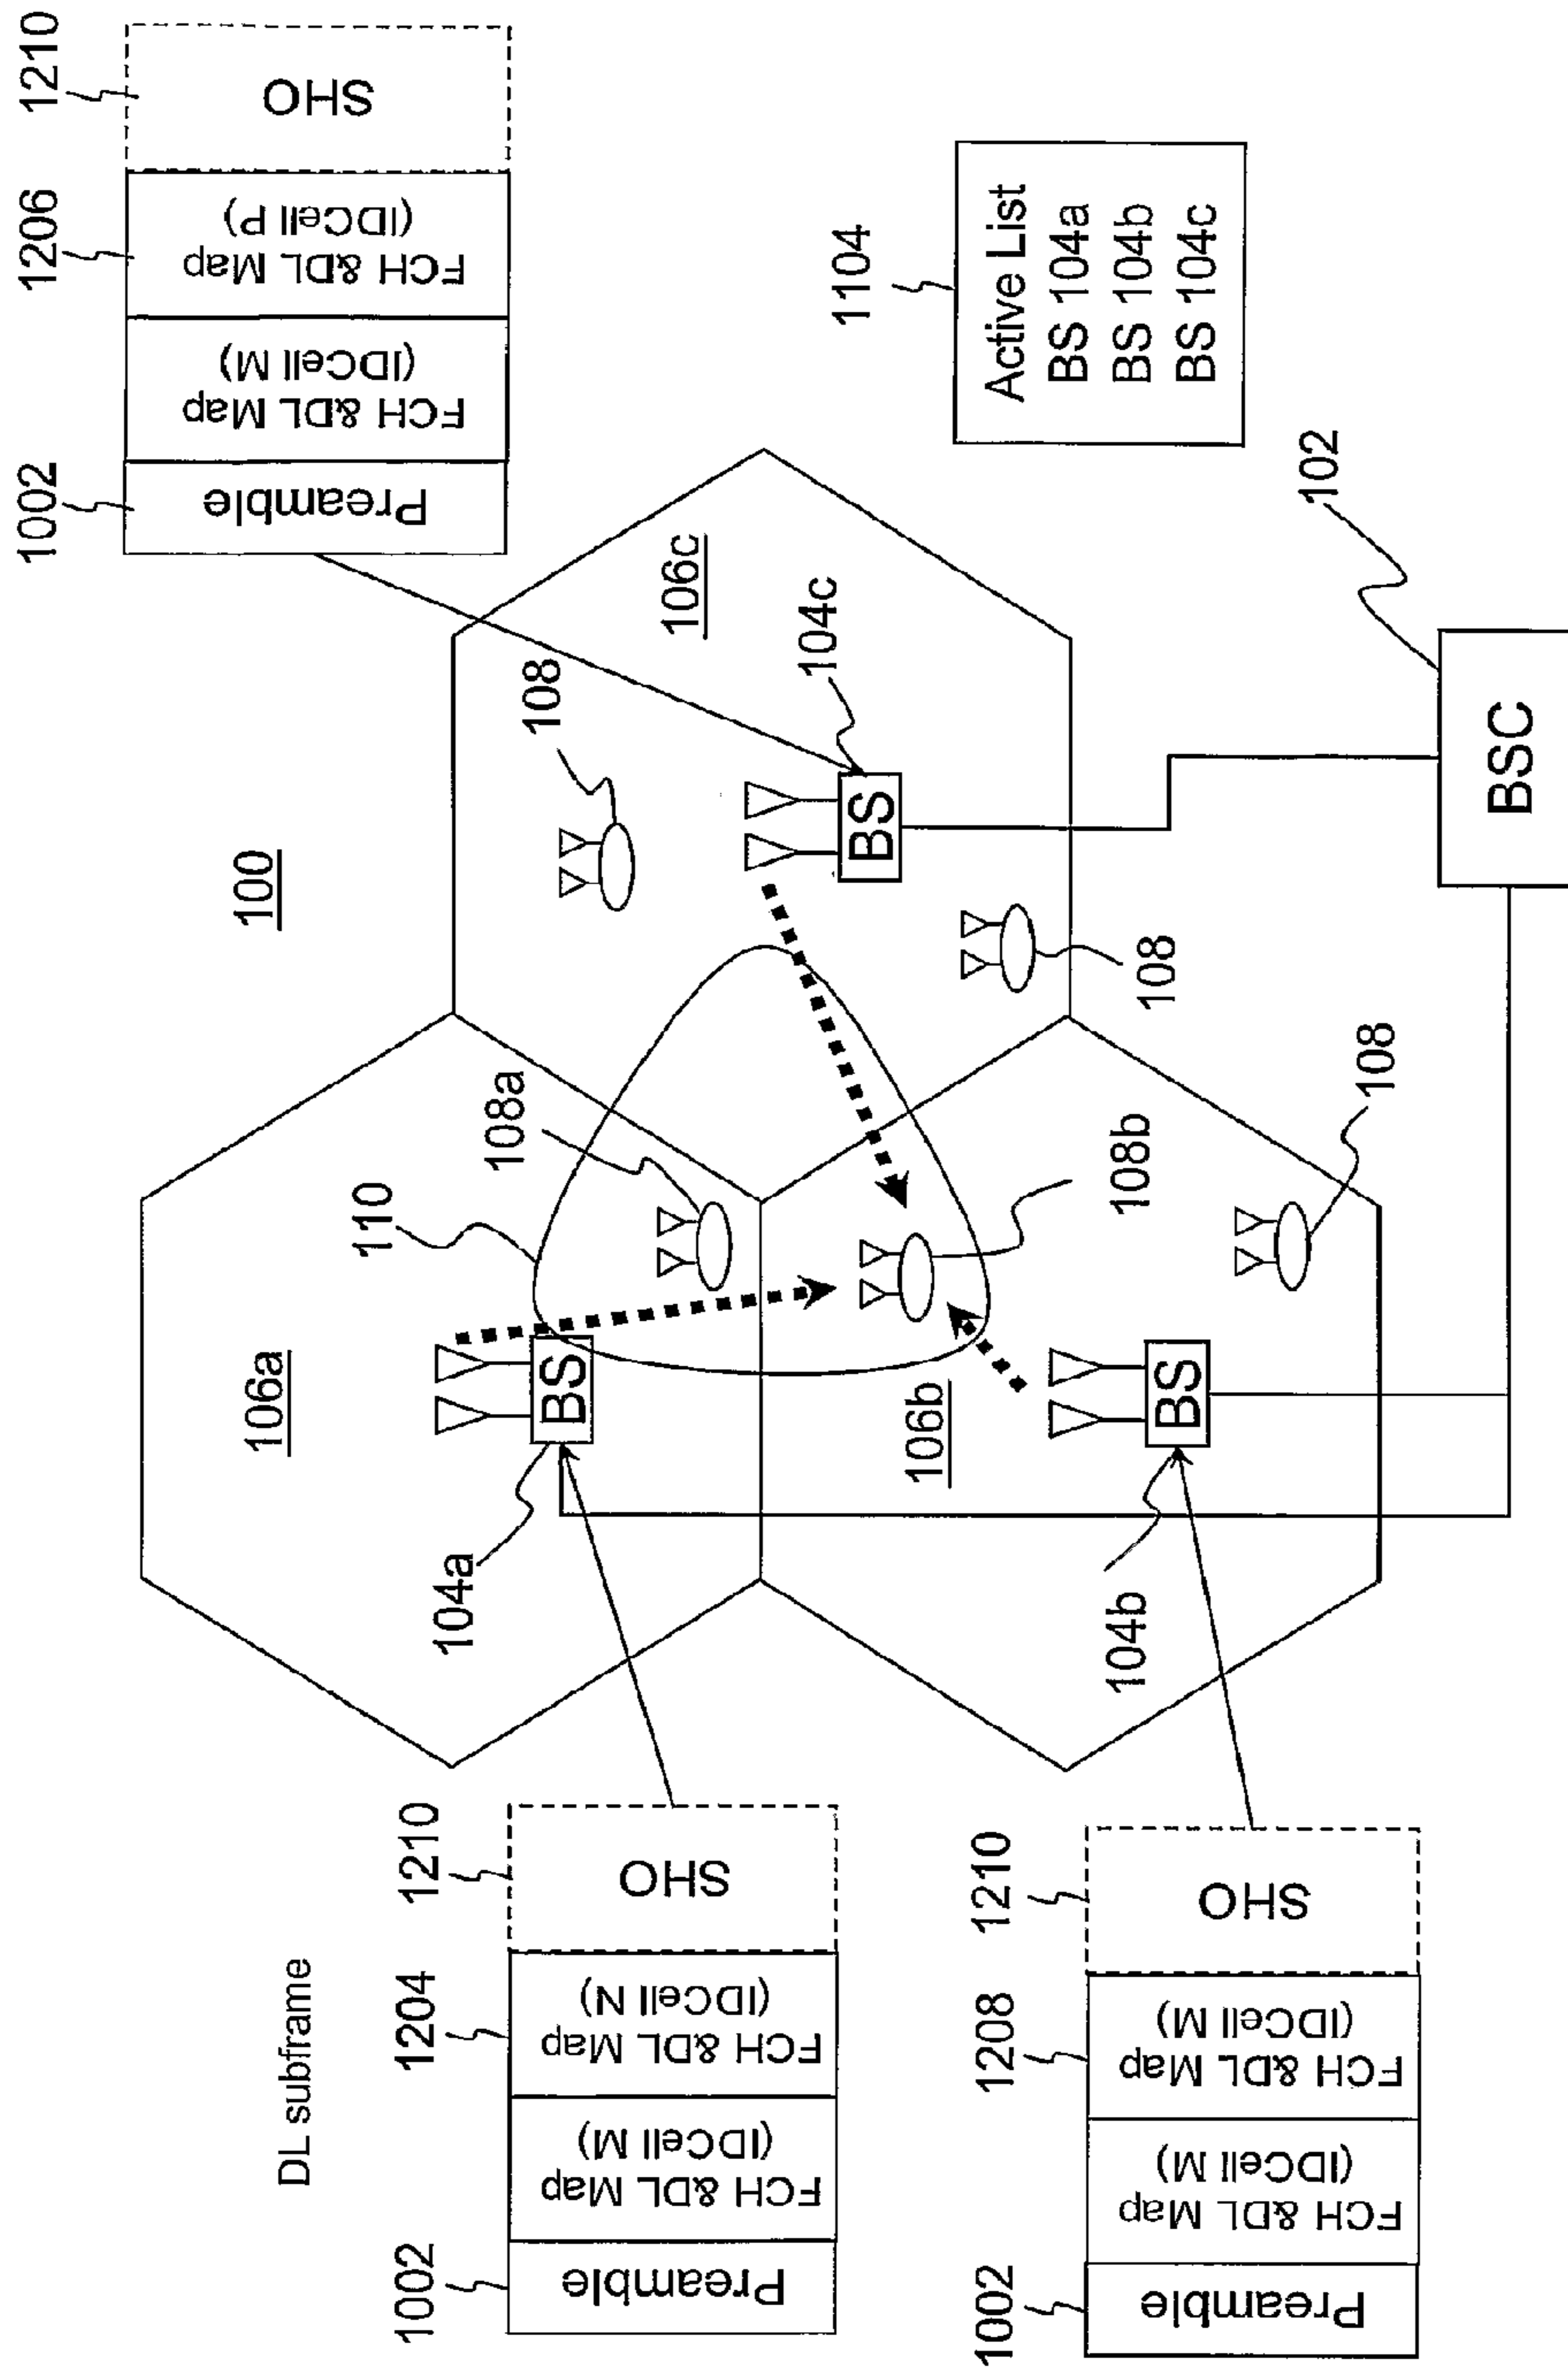 DL subframe
1002
1204
1210
Preamble
FCH &DL Map
(IDCell M)
FCH &DL Map
(IDCell N)
SHO
1002
1208
1210
Preamble
FCH &DL Map
(IDCell M)
FCH &DL Map
(IDCell M)
SHO
1002
1206
1210
Preamble
FCH &DL Map
(IDCell M)
FCH &DL Map
(IDCell P)
SHO
100
106a
110
108a
104a
BS
106b
108b
104b
BS
108
106c
108
104c
BS
108
1104
Active List
BS 104a
BS 104b
BS 104c
102
BSC